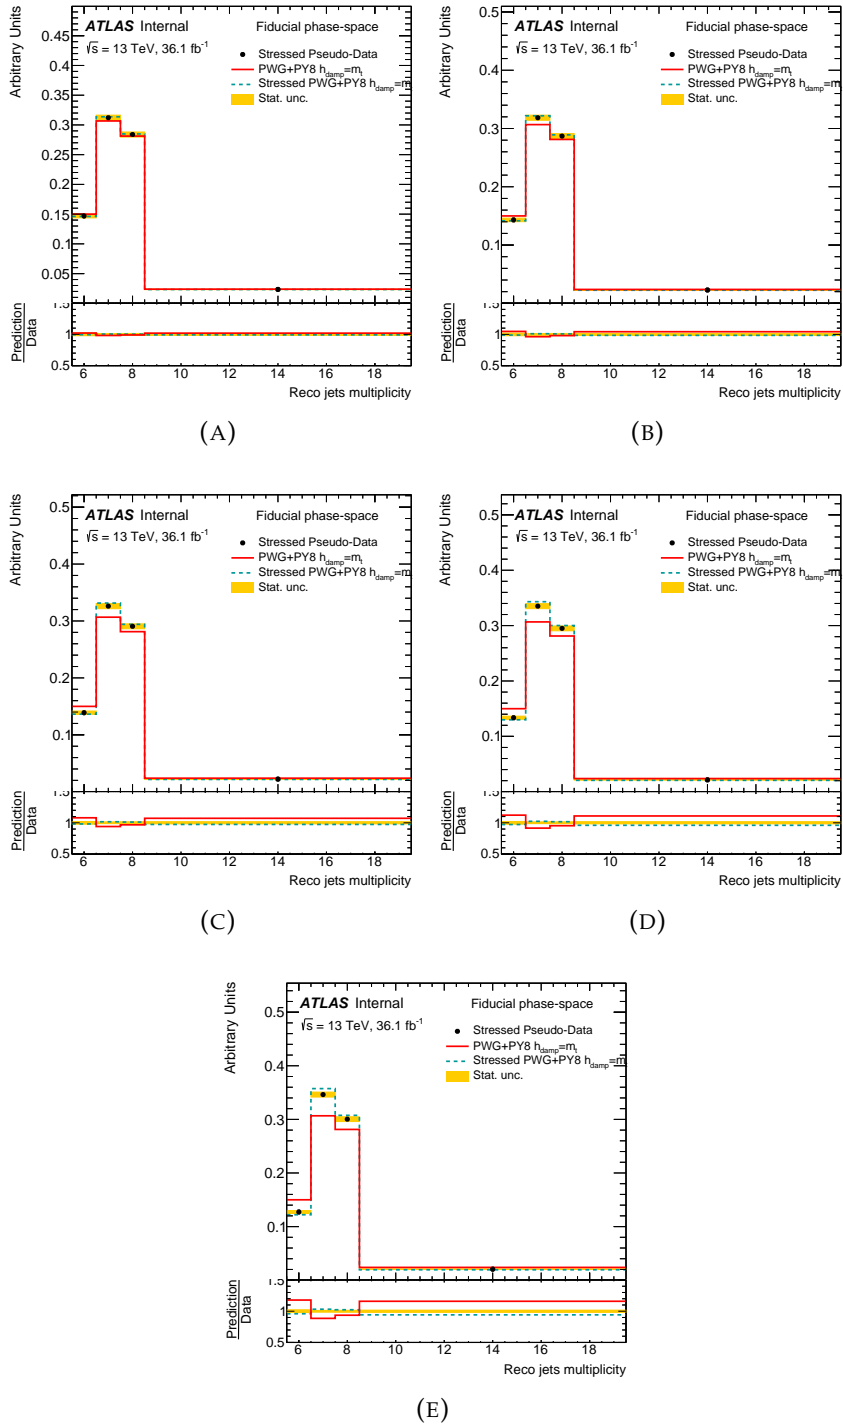 Arbitrary Units
ATLAS Internal
Fiducial phase-space
√s = 13 TeV, 36.1 fb⁻¹
Stressed Pseudo-Data
PWG+PY8 h_damp=m_t
Stressed PWG+PY8 h_damp=m
Stat. unc.
0.45
0.4
0.35
0.3
0.25
0.2
0.15
0.1
0.05
1.5
1
0.5
Prediction
Data
6 8 10 12 14 16 18
Reco jets multiplicity
(A)
Arbitrary Units
ATLAS Internal
Fiducial phase-space
√s = 13 TeV, 36.1 fb⁻¹
Stressed Pseudo-Data
PWG+PY8 h_damp=m_t
Stressed PWG+PY8 h_damp=m
Stat. unc.
0.5
0.4
0.3
0.2
0.1
1.5
1
0.5
Prediction
Data
6 8 10 12 14 16 18
Reco jets multiplicity
(B)
Arbitrary Units
ATLAS Internal
Fiducial phase-space
√s = 13 TeV, 36.1 fb⁻¹
Stressed Pseudo-Data
PWG+PY8 h_damp=m_t
Stressed PWG+PY8 h_damp=m
Stat. unc.
0.5
0.4
0.3
0.2
0.1
1.5
1
0.5
Prediction
Data
6 8 10 12 14 16 18
Reco jets multiplicity
(C)
Arbitrary Units
ATLAS Internal
Fiducial phase-space
√s = 13 TeV, 36.1 fb⁻¹
Stressed Pseudo-Data
PWG+PY8 h_damp=m_t
Stressed PWG+PY8 h_damp=m
Stat. unc.
0.5
0.4
0.3
0.2
0.1
1.5
1
0.5
Prediction
Data
6 8 10 12 14 16 18
Reco jets multiplicity
(D)
Arbitrary Units
ATLAS Internal
Fiducial phase-space
√s = 13 TeV, 36.1 fb⁻¹
Stressed Pseudo-Data
PWG+PY8 h_damp=m_t
Stressed PWG+PY8 h_damp=m
Stat. unc.
0.5
0.4
0.3
0.2
0.1
1.5
1
0.5
Prediction
Data
6 8 10 12 14 16 18
Reco jets multiplicity
(E)